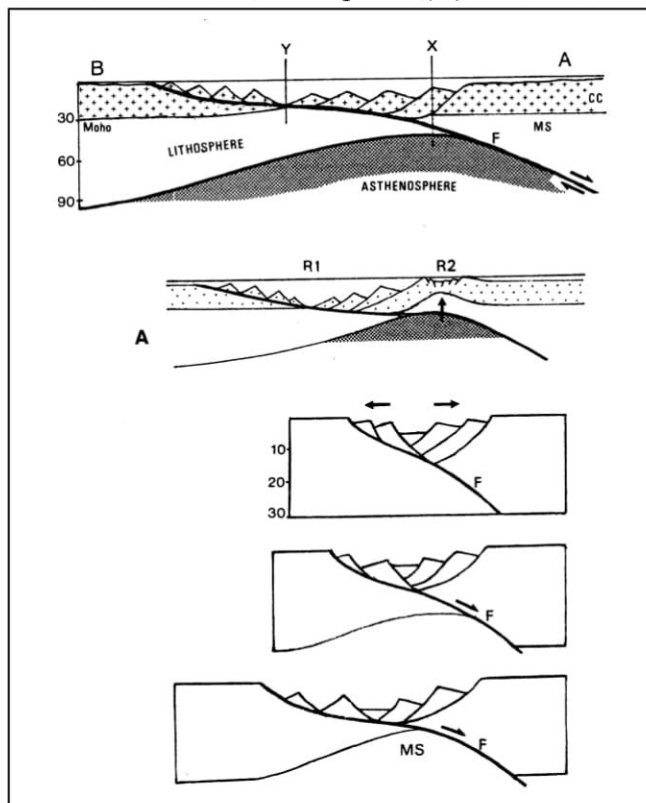 Y X
B A
30 Moho CC
MS
LITHOSPHERE F
60
ASTHENOSPHERE
90
R1 R2
A
10
20 F
30
F
MS F